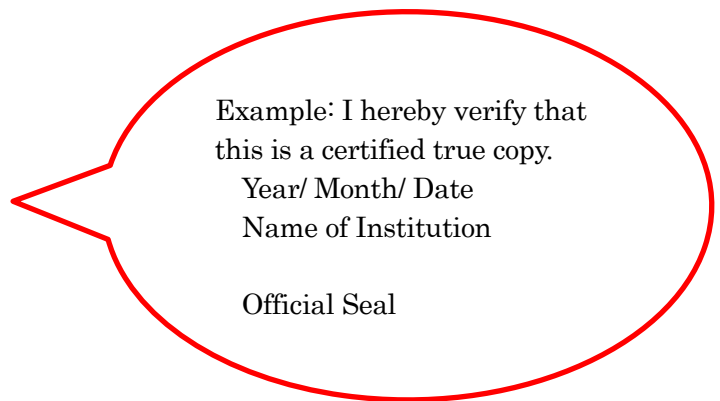 Example: I hereby verify that
this is a certified true copy.
Year/ Month/ Date
Name of Institution
Official Seal